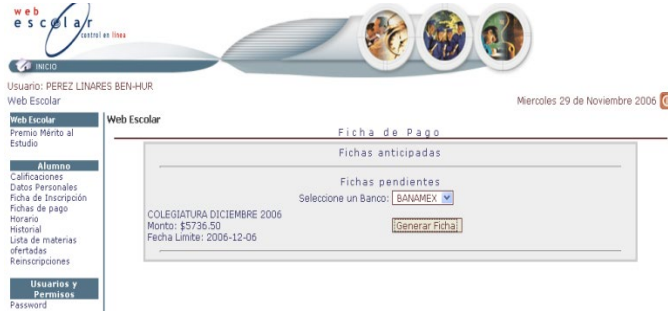 web
escolar
control en línea
INICIO
Usuario: PEREZ LINARES BEN-HUR
Web Escolar
Miercoles 29 de Noviembre 2006
Web Escolar
Premio Mérito al
Estudio
Alumno
Calificaciones
Datos Personales
Ficha de Inscripción
Fichas de pago
Horario
Historial
Lista de materias
ofertadas
Reinscripciones
Usuarios y
Permisos
Password
Web Escolar
Ficha de Pago
Fichas anticipadas
Fichas pendientes
Seleccione un Banco: BANAMEX
COLEGIATURA DICIEMBRE 2006
Monto: $5736.50
Fecha Limite: 2006-12-06
Generar Ficha